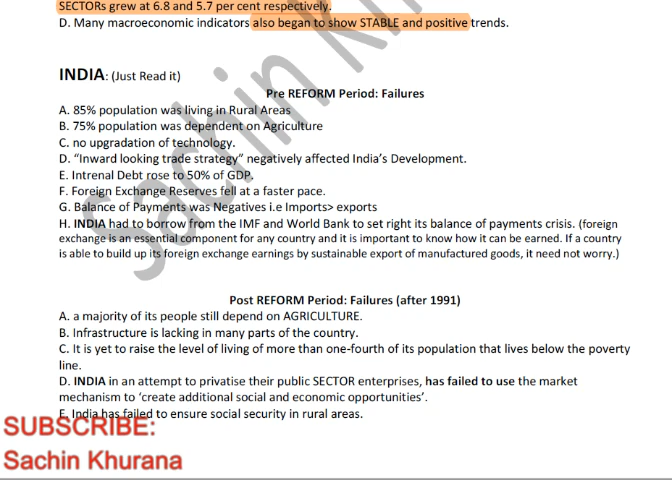 SECTORs grew at 6.8 and 5.7 per cent respectively.
D. Many macroeconomic indicators also began to show STABLE and positive trends.
INDIA: (Just Read it)
Pre REFORM Period: Failures
A. 85% population was living in Rural Areas
B. 75% population was dependent on Agriculture
C. no upgradation of technology.
D. “Inward looking trade strategy” negatively affected India’s Development.
E. Intrenal Debt rose to 50% of GDP.
F. Foreign Exchange Reserves fell at a faster pace.
G. Balance of Payments was Negatives i.e Imports> exports
H. INDIA had to borrow from the IMF and World Bank to set right its balance of payments crisis. (foreign
exchange is an essential component for any country and it is important to know how it can be earned. If a country
is able to build up its foreign exchange earnings by sustainable export of manufactured goods, it need not worry.)
Post REFORM Period: Failures (after 1991)
A. a majority of its people still depend on AGRICULTURE.
B. Infrastructure is lacking in many parts of the country.
C. It is yet to raise the level of living of more than one-fourth of its population that lives below the poverty
line.
D. INDIA in an attempt to privatise their public SECTOR enterprises, has failed to use the market
mechanism to ‘create additional social and economic opportunities’.
E. India has failed to ensure social security in rural areas.
SUBSCRIBE:
Sachin Khurana
Sachin Kh